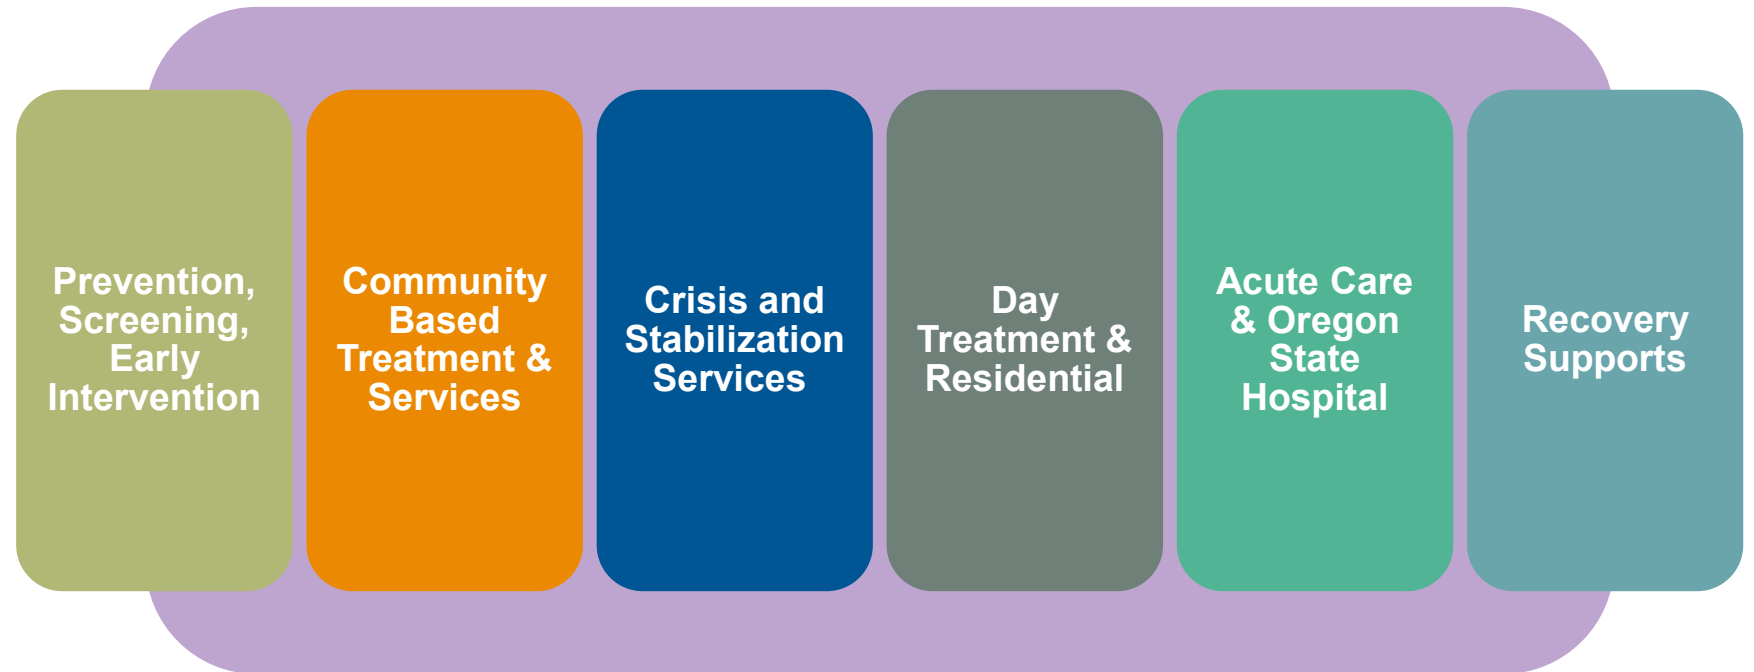 Prevention,
Screening,
Early
Intervention
Community
Based
Treatment &
Services
Crisis and
Stabilization
Services
Day
Treatment &
Residential
Acute Care
& Oregon
State
Hospital
Recovery
Supports